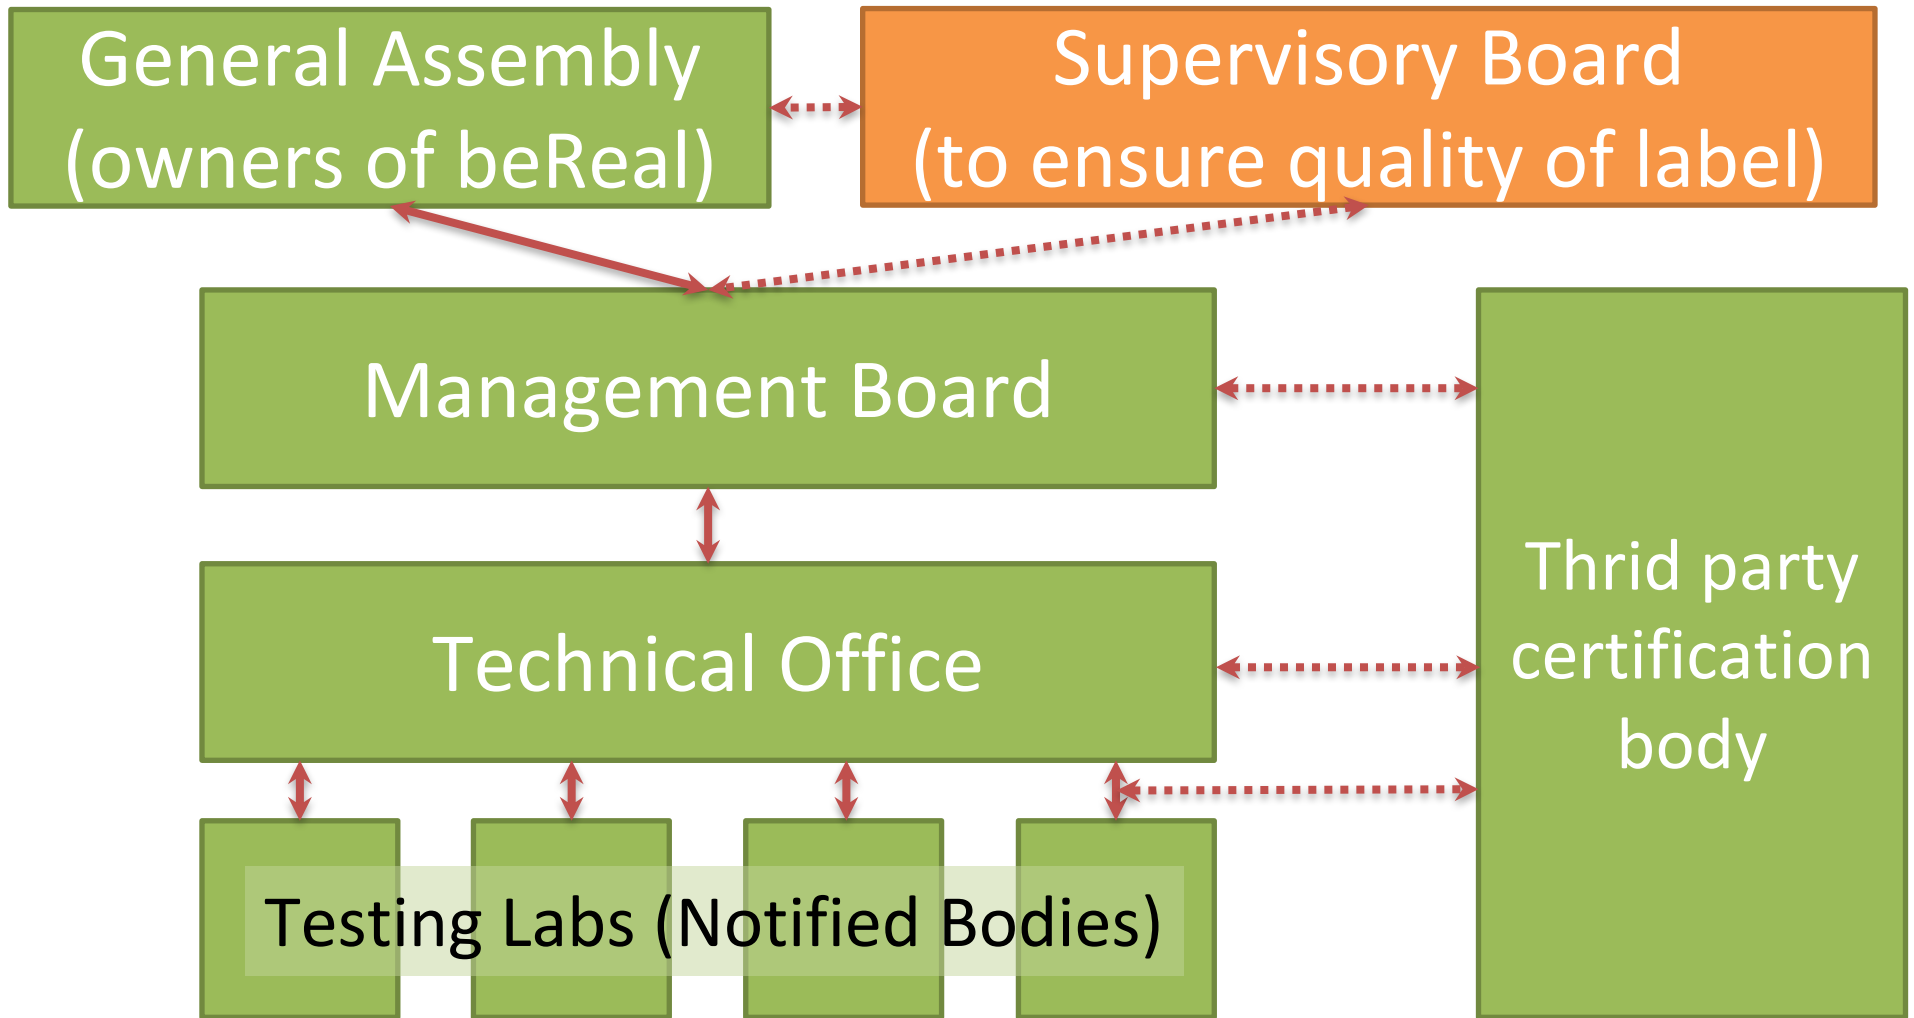 General Assembly
(owners of beReal)
Supervisory Board
(to ensure quality of label)
Management Board
Technical Office
Thrid party
certification
body
Testing Labs (Notified Bodies)